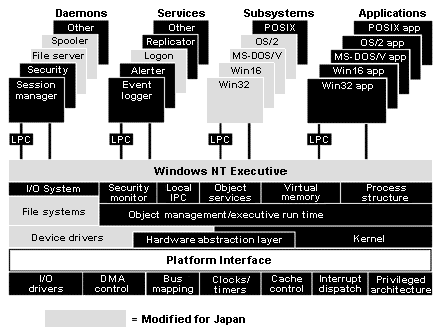 Daemons Services Subsystems Applications
Other Other POSIX POSIX app
Spooler Replicator OS/2 OS/2 app
File server Logon MS-DOS/V MS-DOS/V app
Security Alerter Win16 Win16 app
Session manager Event logger Win32 Win32 app
LPC LPC LPC LPC
Windows NT Executive
I/O System Security monitor Local IPC Object services Virtual memory Process structure
File systems Object management/executive run time
Device drivers Hardware abstraction layer Kernel
Platform Interface
I/O drivers DMA control Bus mapping Clocks/timers Cache control Interrupt dispatch Privileged architecture
= Modified for Japan